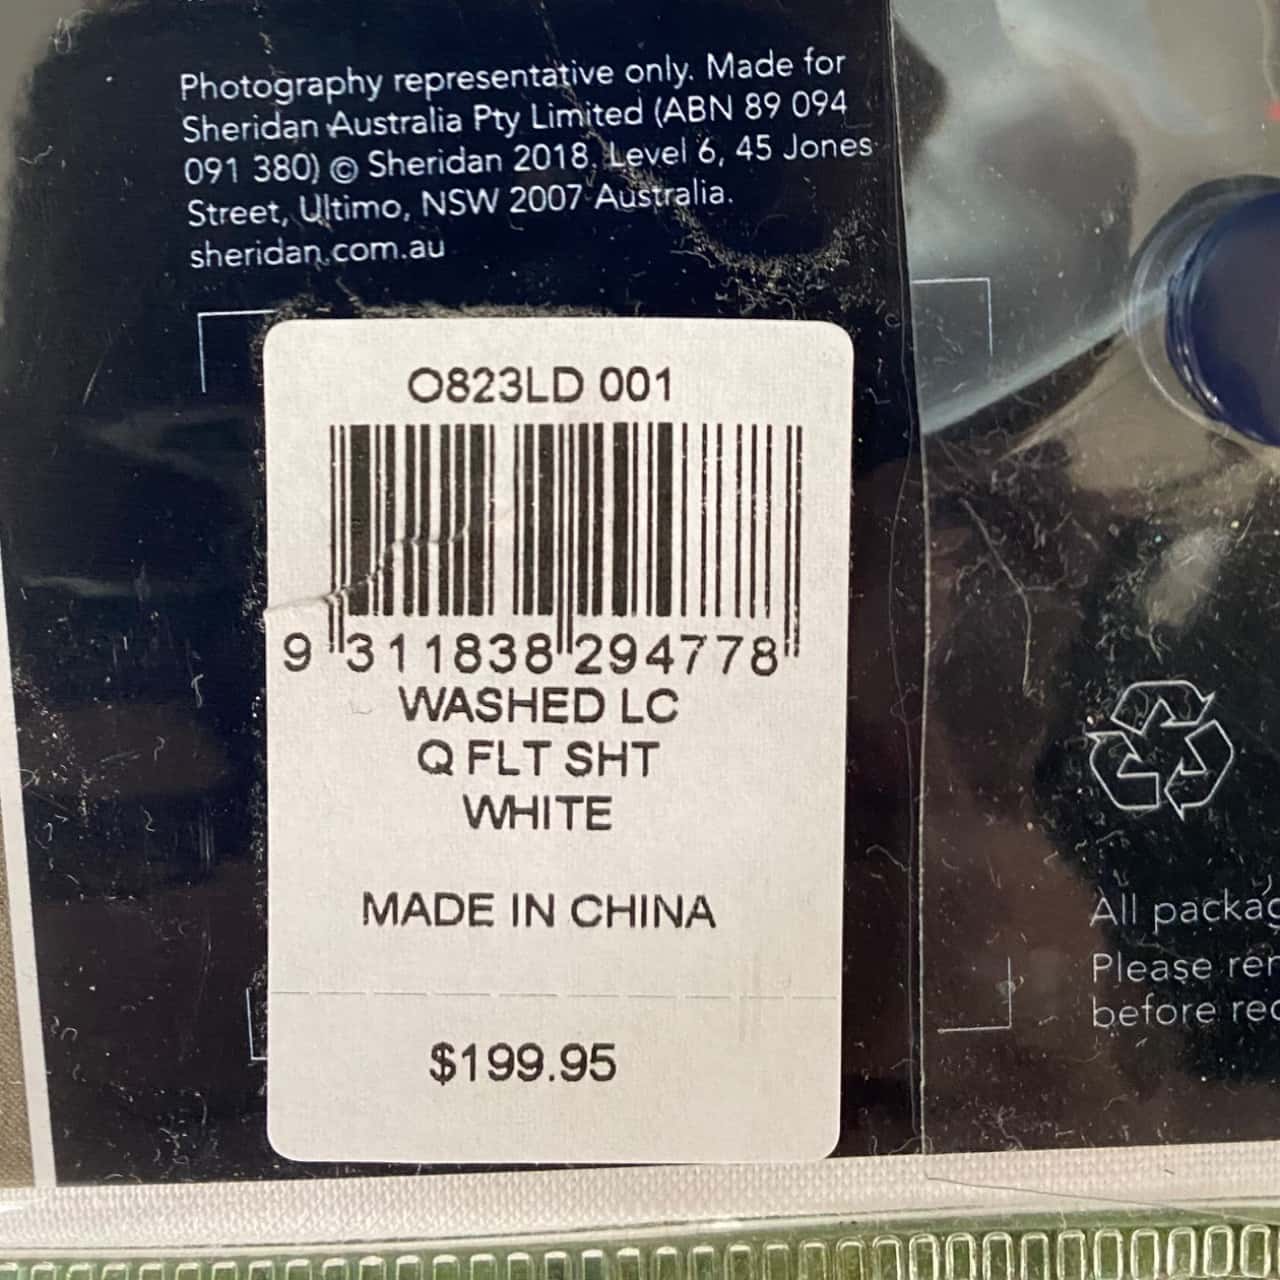 Photography representative only. Made for
Sheridan Australia Pty Limited (ABN 89 094
091 380) © Sheridan 2018. Level 6, 45 Jones
Street, Ultimo, NSW 2007 Australia.
sheridan.com.au
O823LD 001
9 311838 294778
WASHED LC
Q FLT SHT
WHITE
MADE IN CHINA
$199.95
All packag
Please rem
before rec